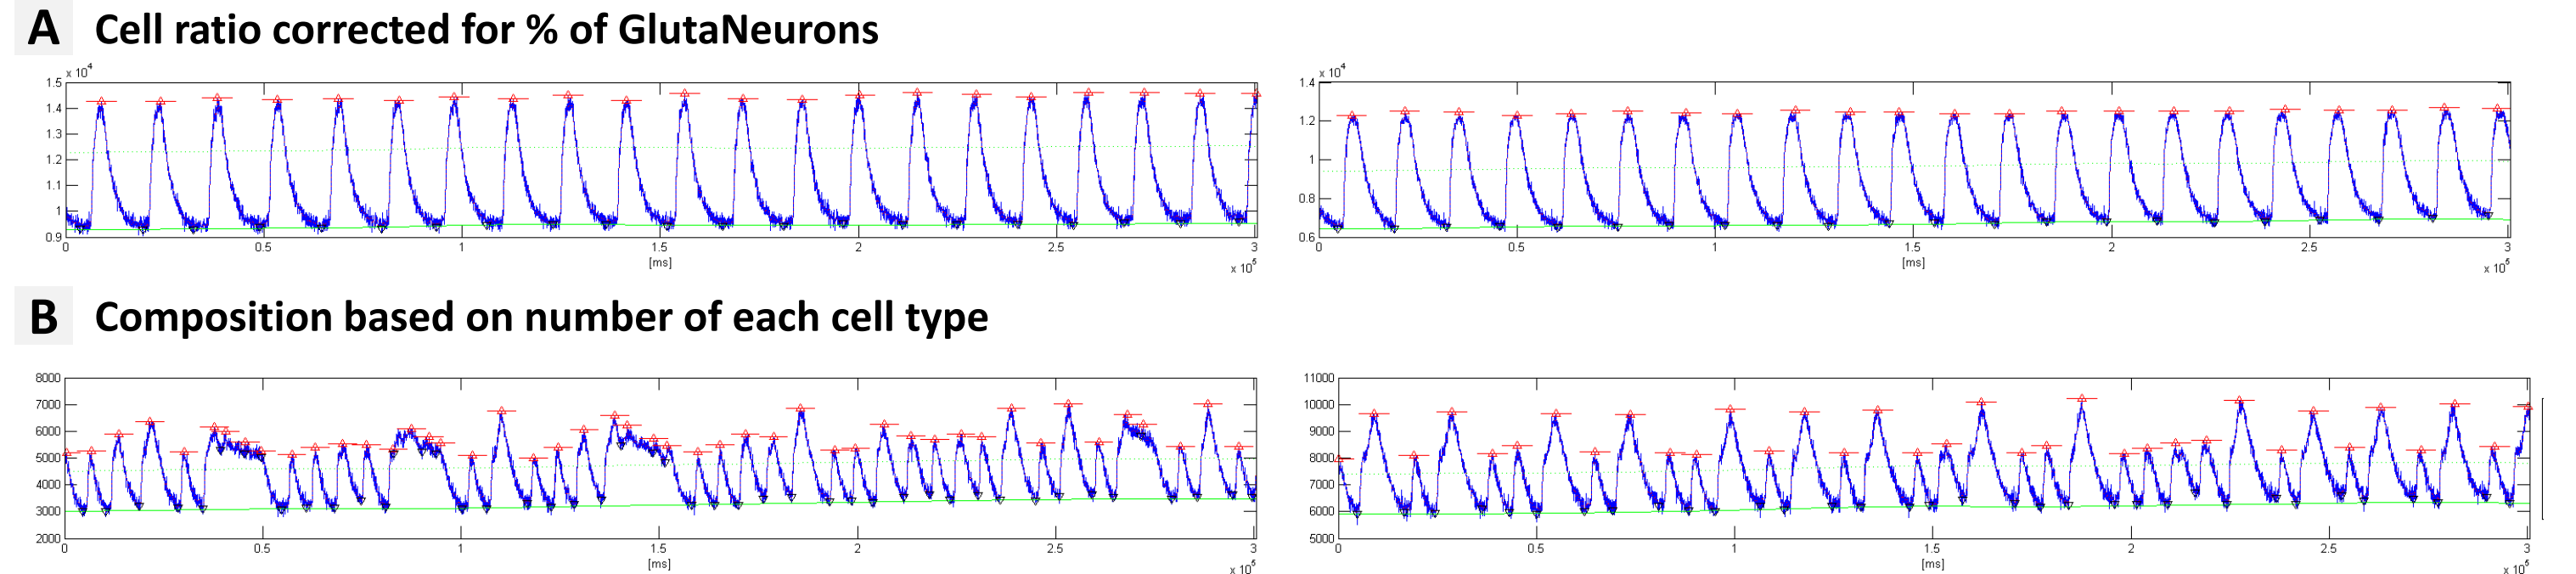 A Cell ratio corrected for % of GlutaNeurons
x 10^4
1.5
1.4
1.3
1.2
1.1
1
0.9
0 0.5 1 1.5 2 2.5 3
[ms]
x 10^5
x 10^4
1.4
1.2
1
0.8
0.6
0 0.5 1 1.5 2 2.5 3
[ms]
x 10^5
B Composition based on number of each cell type
8000
7000
6000
5000
4000
3000
2000
0 0.5 1 1.5 2 2.5 3
[ms]
x 10^5
11000
10000
9000
8000
7000
6000
5000
0 0.5 1 1.5 2 2.5 3
[ms]
x 10^5